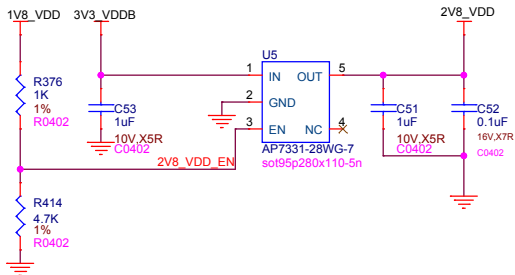 1V8_VDD
3V3_VDDB
2V8_VDD
U5
1 IN OUT 5
2 GND
3 EN NC 4
AP7331-28WG-7
sot95p280x110-5n
R376
1K
1%
R0402
C53
1uF
10V,X5R
C0402
2V8_VDD_EN
C51
1uF
10V,X5R
C0402
C52
0.1uF
16V,X7R
C0402
R414
4.7K
1%
R0402